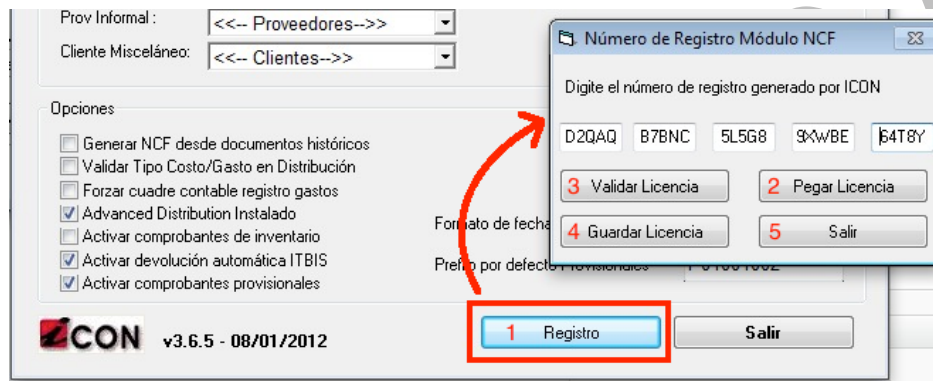 Prov Informal :
<<-- Proveedores-->>
Cliente Misceláneo:
<<-- Clientes-->>
Opciones
Generar NCF desde documentos históricos
Validar Tipo Costo/Gasto en Distribución
Forzar cuadre contable registro gastos
Advanced Distribution Instalado
Activar comprobantes de inventario
Activar devolución automática ITBIS
Activar comprobantes provisionales
Formato de fecha
Prefijo por defecto Provisionales
Número de Registro Módulo NCF
Digite el número de registro generado por ICON
D2QAQ B7BNC 5L5G8 9XWBE 64T8Y
3 Validar Licencia
2 Pegar Licencia
4 Guardar Licencia
5 Salir
iCON v3.6.5 - 08/01/2012
1 Registro
Salir